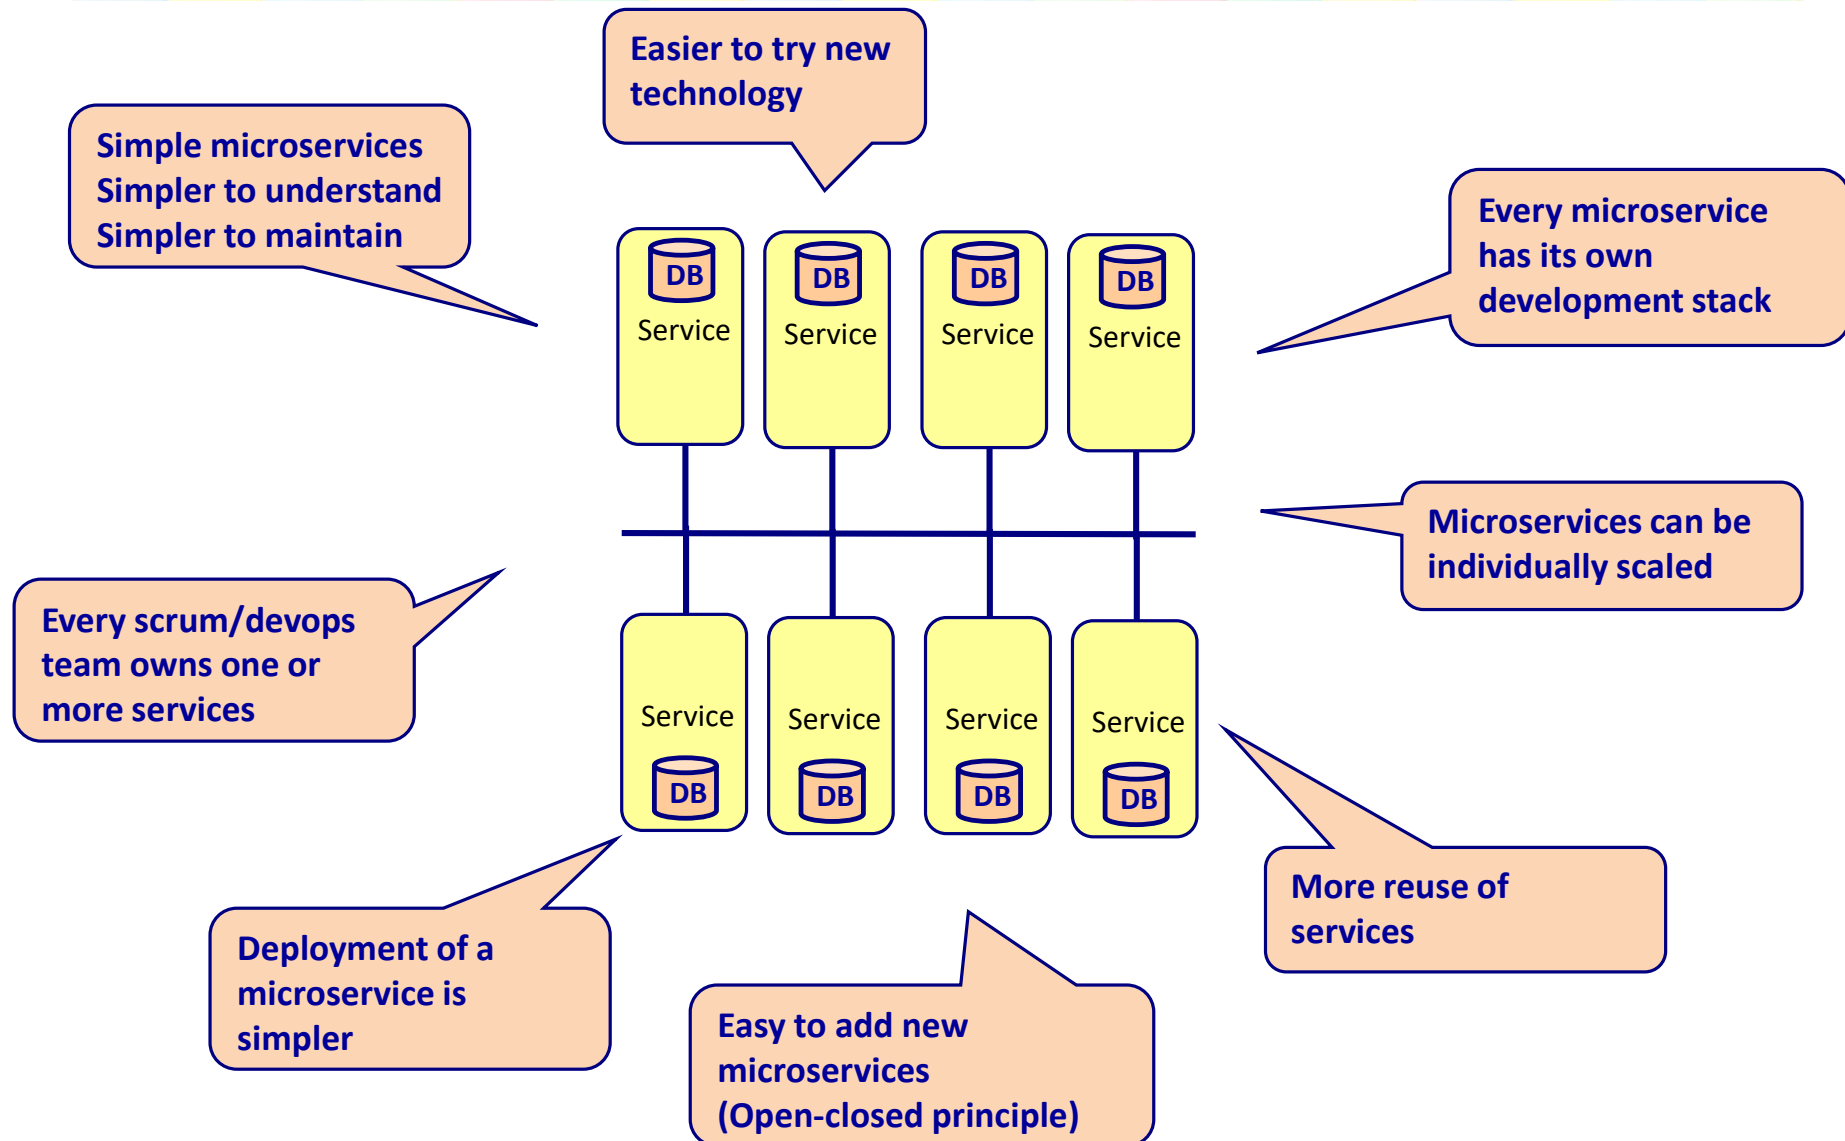 Easier to try new
technology
Simple microservices
Simpler to understand
Simpler to maintain
Every microservice
has its own
development stack
DB
DB
DB
DB
Service
Service
Service
Service
Microservices can be
individually scaled
Every scrum/devops
team owns one or
more services
Service
Service
Service
Service
DB
DB
DB
DB
More reuse of
services
Deployment of a
microservice is
simpler
Easy to add new
microservices
(Open-closed principle)